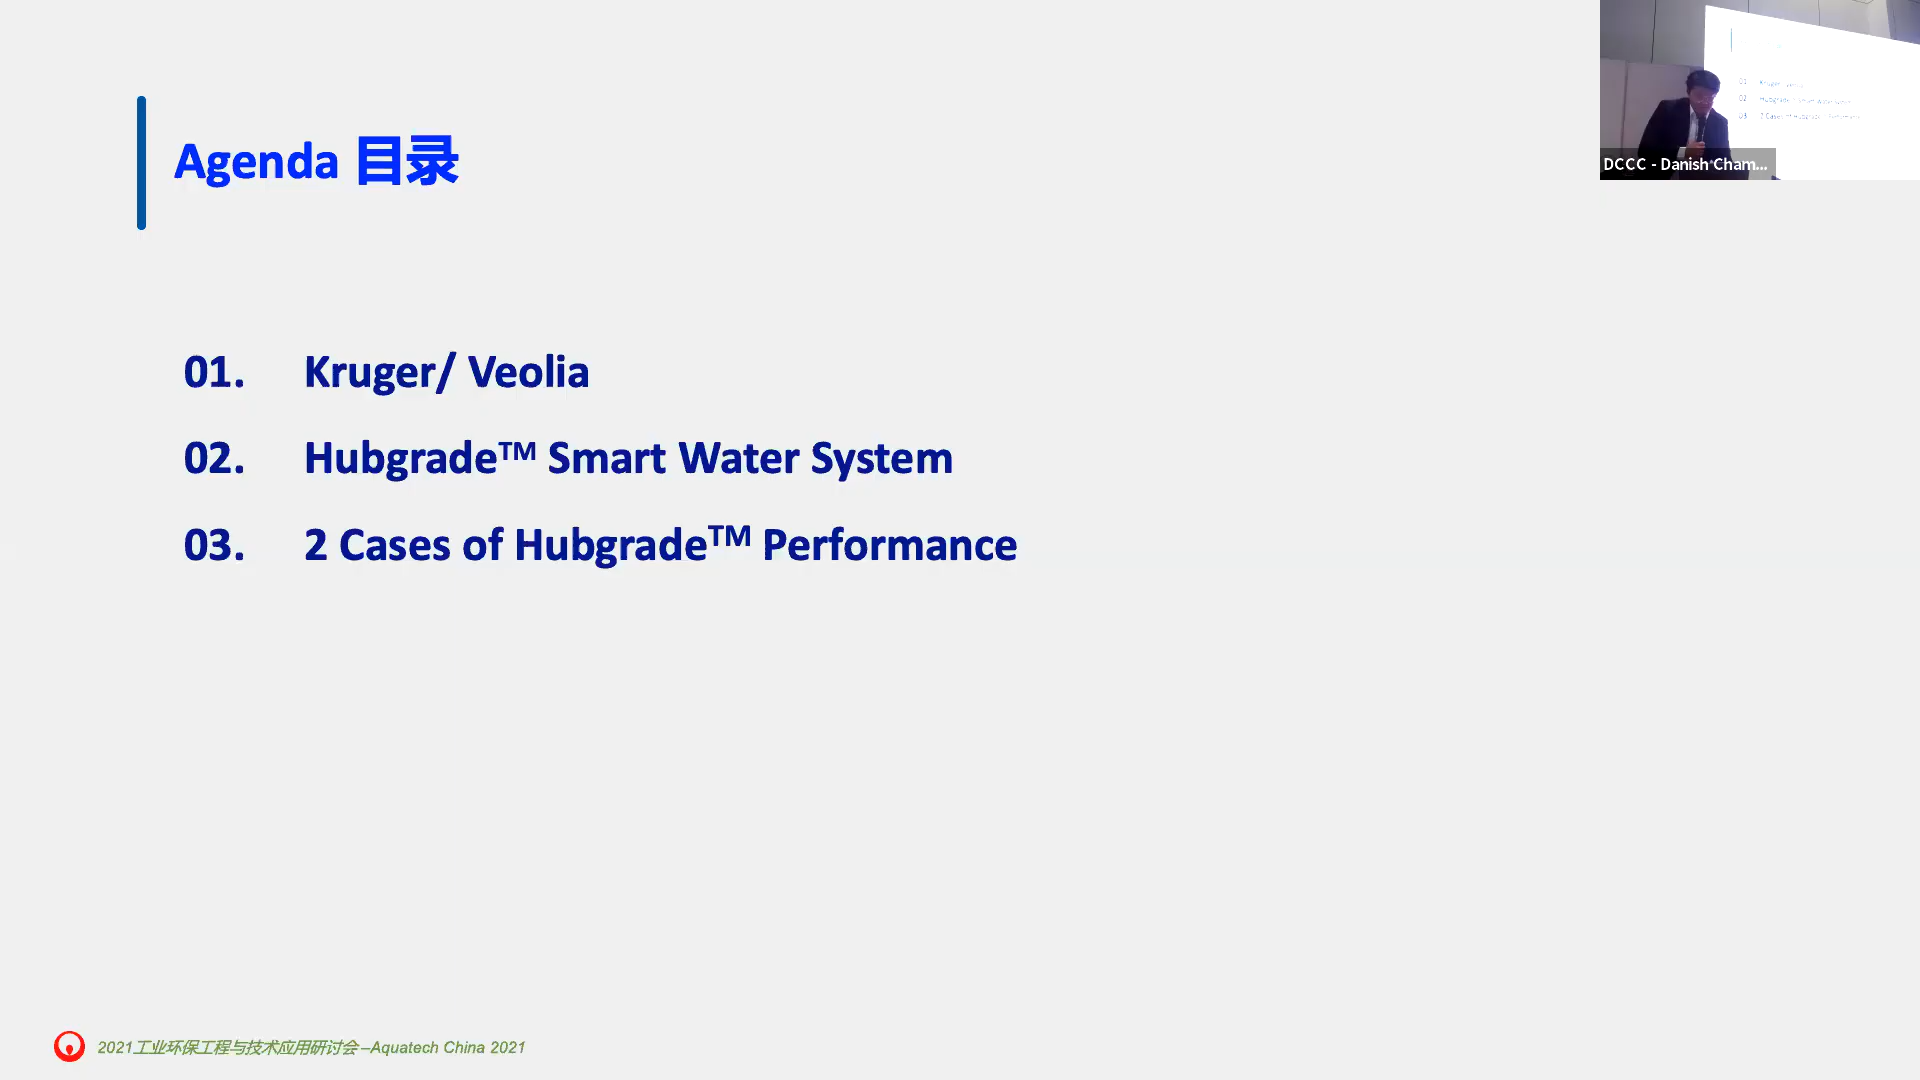 Agenda 目录
01. Kruger/ Veolia
02. Hubgrade™ Smart Water System
03. 2 Cases of Hubgrade™ Performance
DCCC - Danish Cham...
2021工业环保工程与技术应用研讨会–Aquatech China 2021